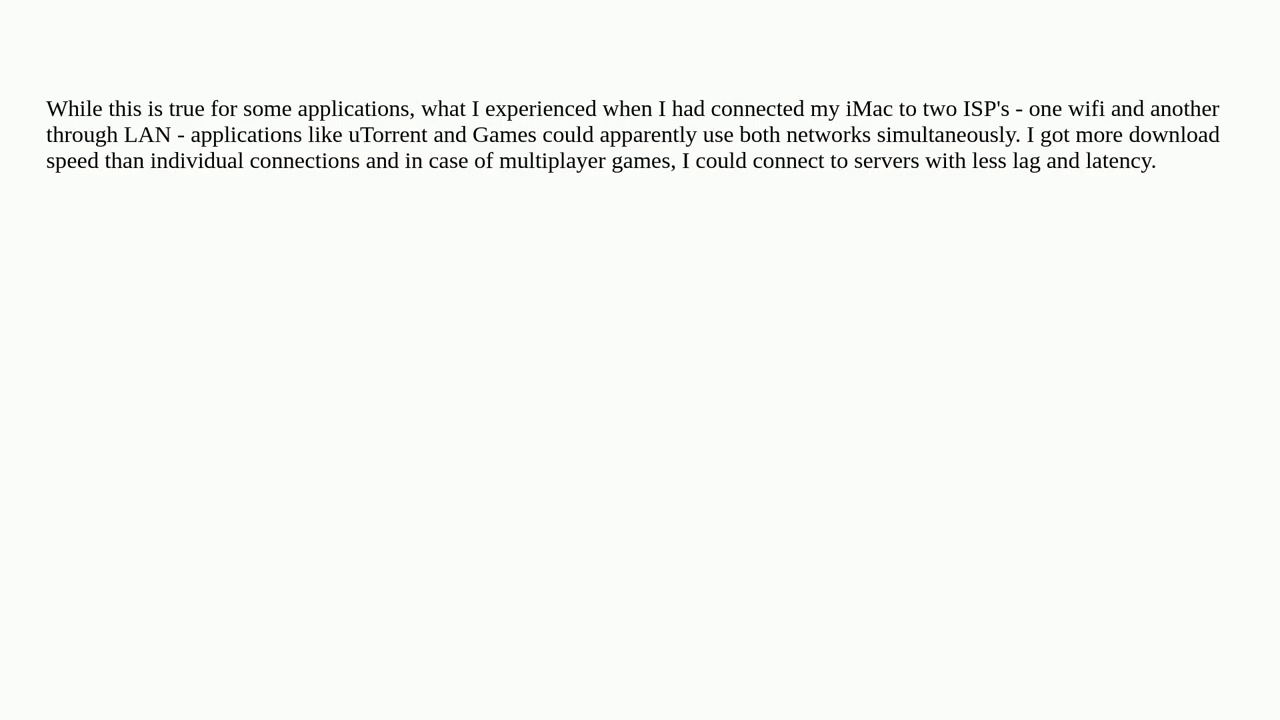 While this is true for some applications, what I experienced when I had connected my iMac to two ISP's - one wifi and another
through LAN - applications like uTorrent and Games could apparently use both networks simultaneously. I got more download
speed than individual connections and in case of multiplayer games, I could connect to servers with less lag and latency.